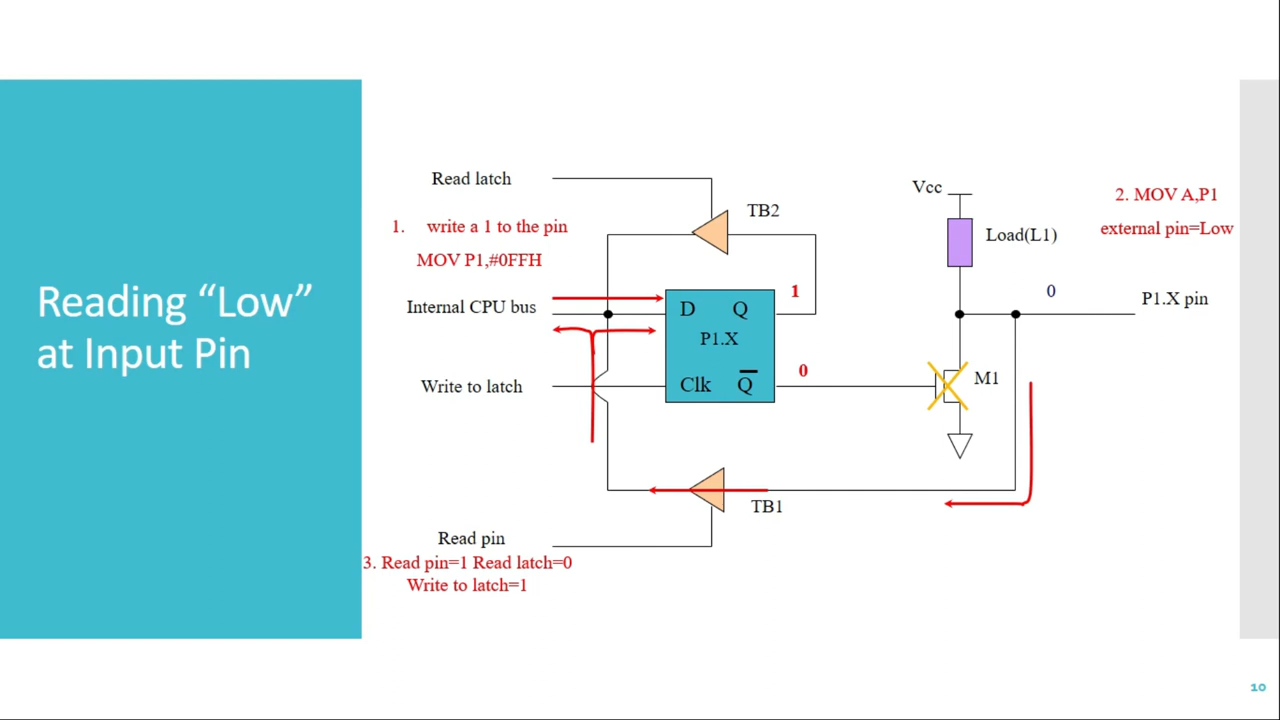 Reading “Low”
at Input Pin
Read latch
TB2
1. write a 1 to the pin
MOV P1,#0FFH
Internal CPU bus
D Q
1
P1.X
Write to latch
Clk Q
0
Vcc
Load(L1)
2. MOV A,P1
external pin=Low
0
P1.X pin
M1
TB1
Read pin
3. Read pin=1 Read latch=0
Write to latch=1
10